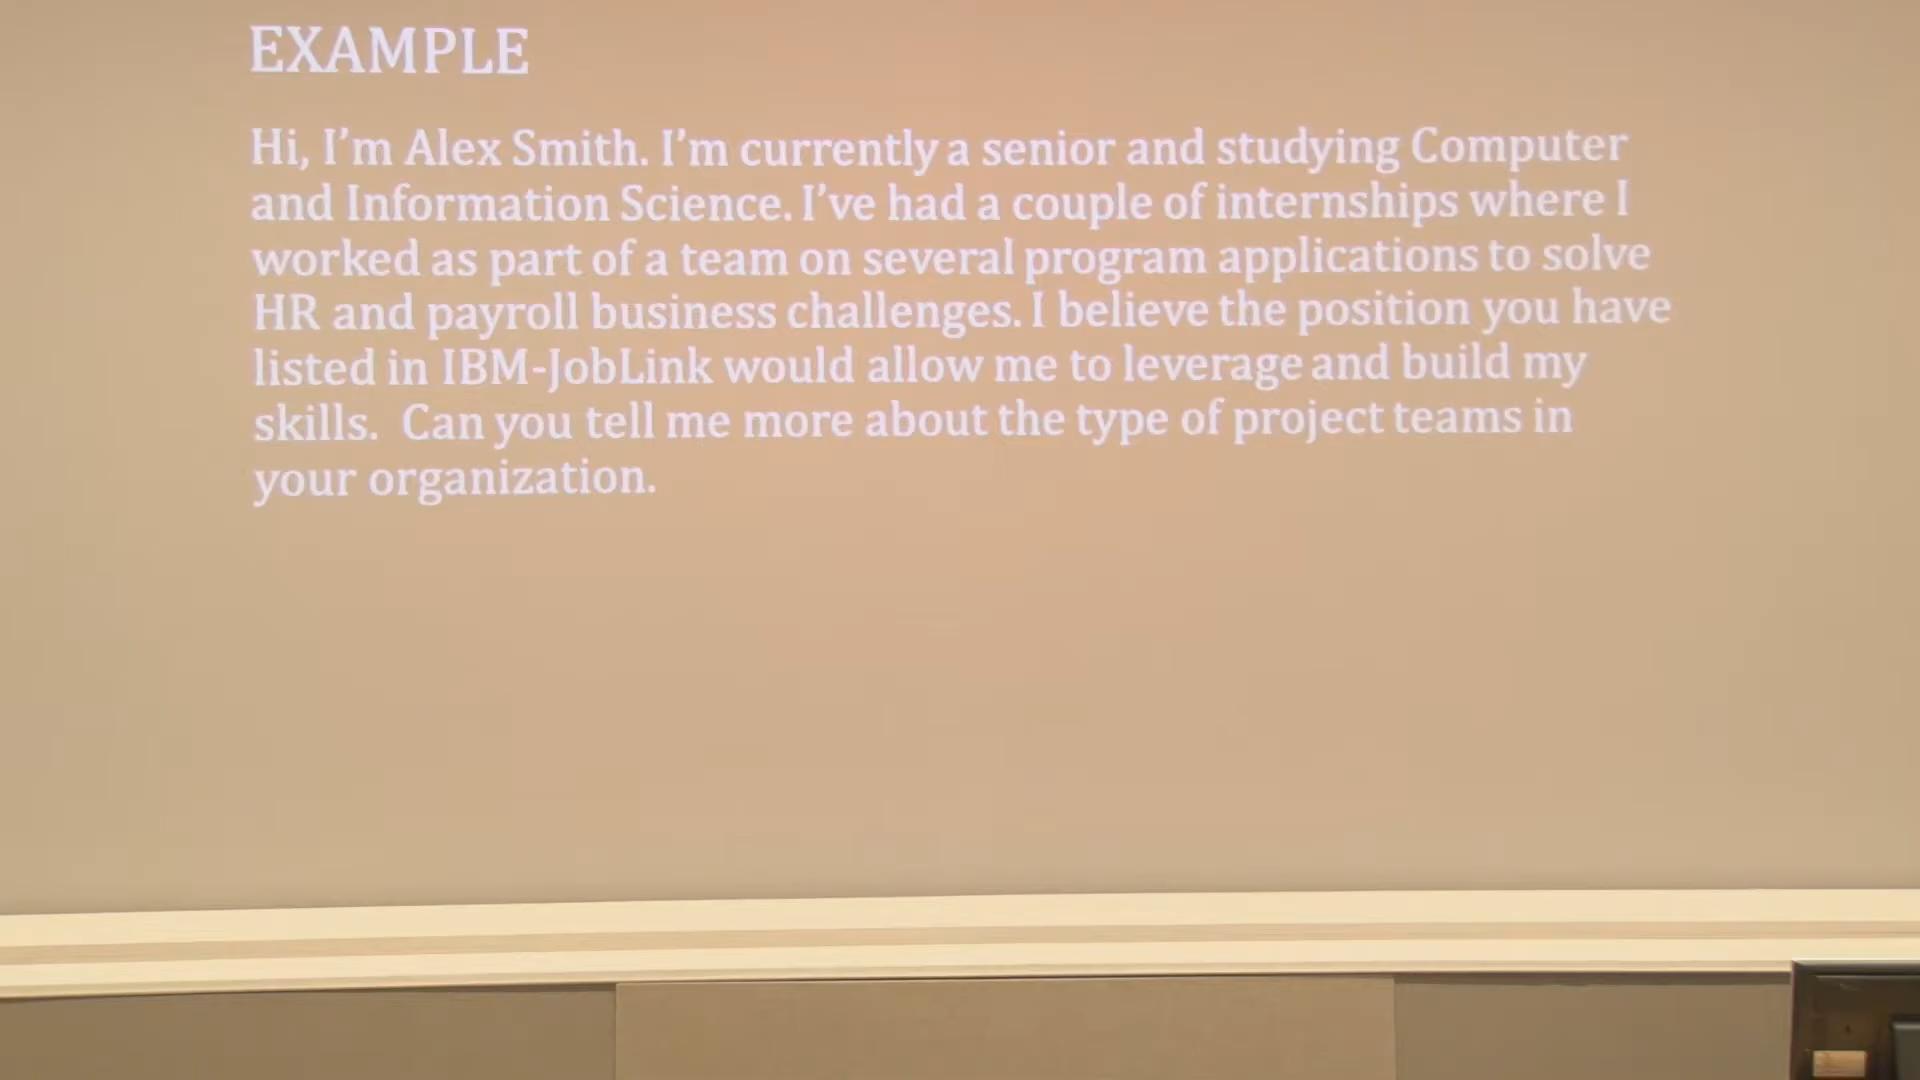 EXAMPLE
Hi, I'm Alex Smith. I'm currently a senior and studying Computer
and Information Science. I've had a couple of internships where I
worked as part of a team on several program applications to solve
HR and payroll business challenges. I believe the position you have
listed in IBM-JobLink would allow me to leverage and build my
skills.  Can you tell me more about the type of project teams in
your organization.